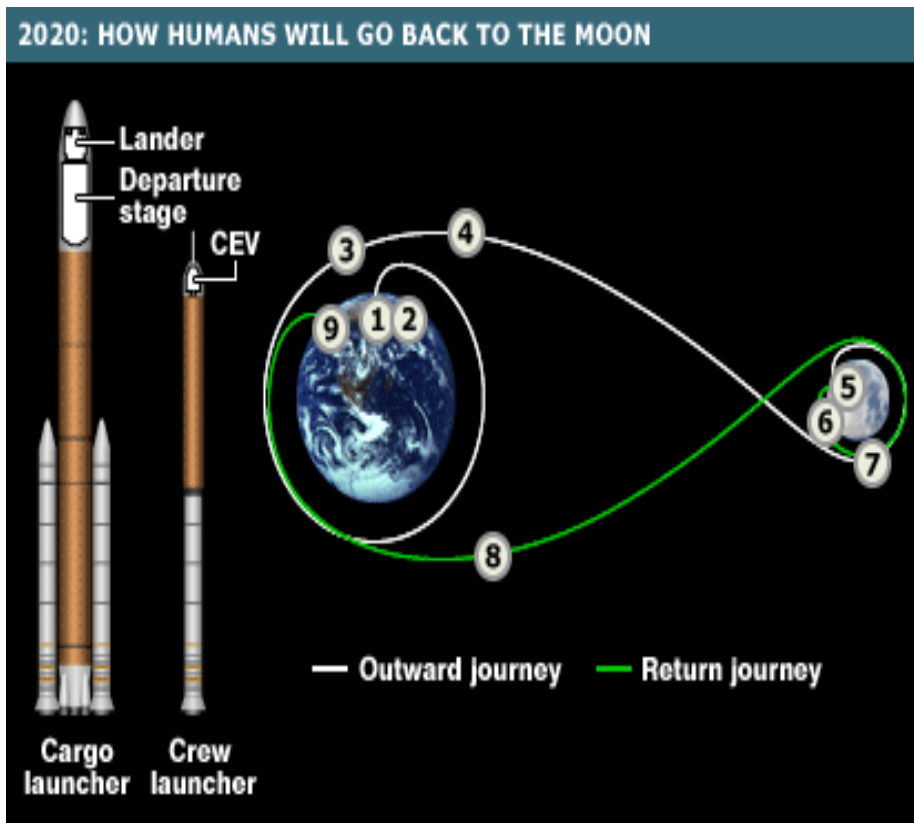 2020: HOW HUMANS WILL GO BACK TO THE MOON
Lander
Departure
stage
CEV
3
4
9
1
2
5
6
7
8
Outward journey
Return journey
Cargo
launcher
Crew
launcher